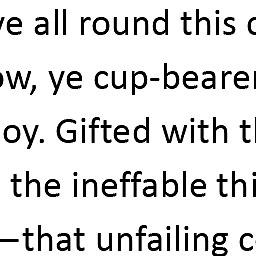 ve all round this
ow, ye cup-bearer
oy. Gifted with th
the ineffable thi
—that unfailing c